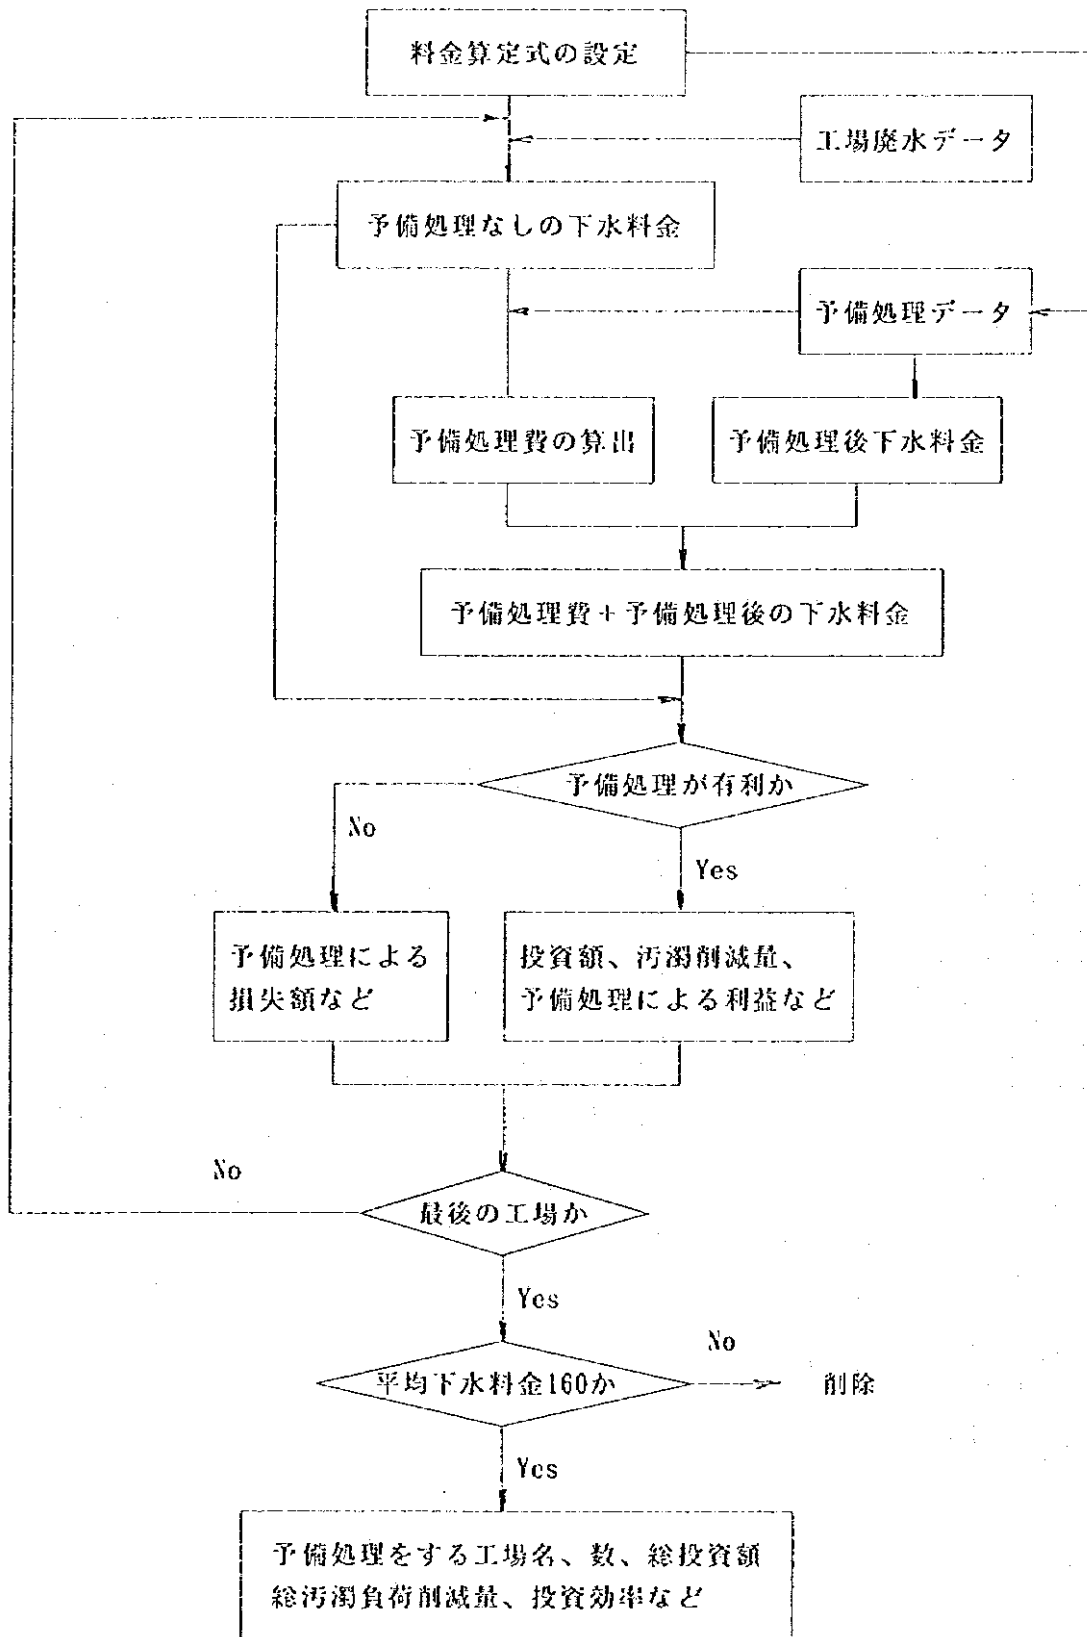 料金算定式の設定
工場廃水データ
予備処理なしの下水料金
予備処理データ
予備処理費の算出
予備処理後下水料金
予備処理費+予備処理後の下水料金
予備処理が有利か
No
Yes
予備処理による
損失額など
投資額、汚濁削減量、
予備処理による利益など
No
最後の工場か
Yes
No
平均下水料金160か
削除
Yes
予備処理をする工場名、数、総投資額
総汚濁負荷削減量、投資効率など